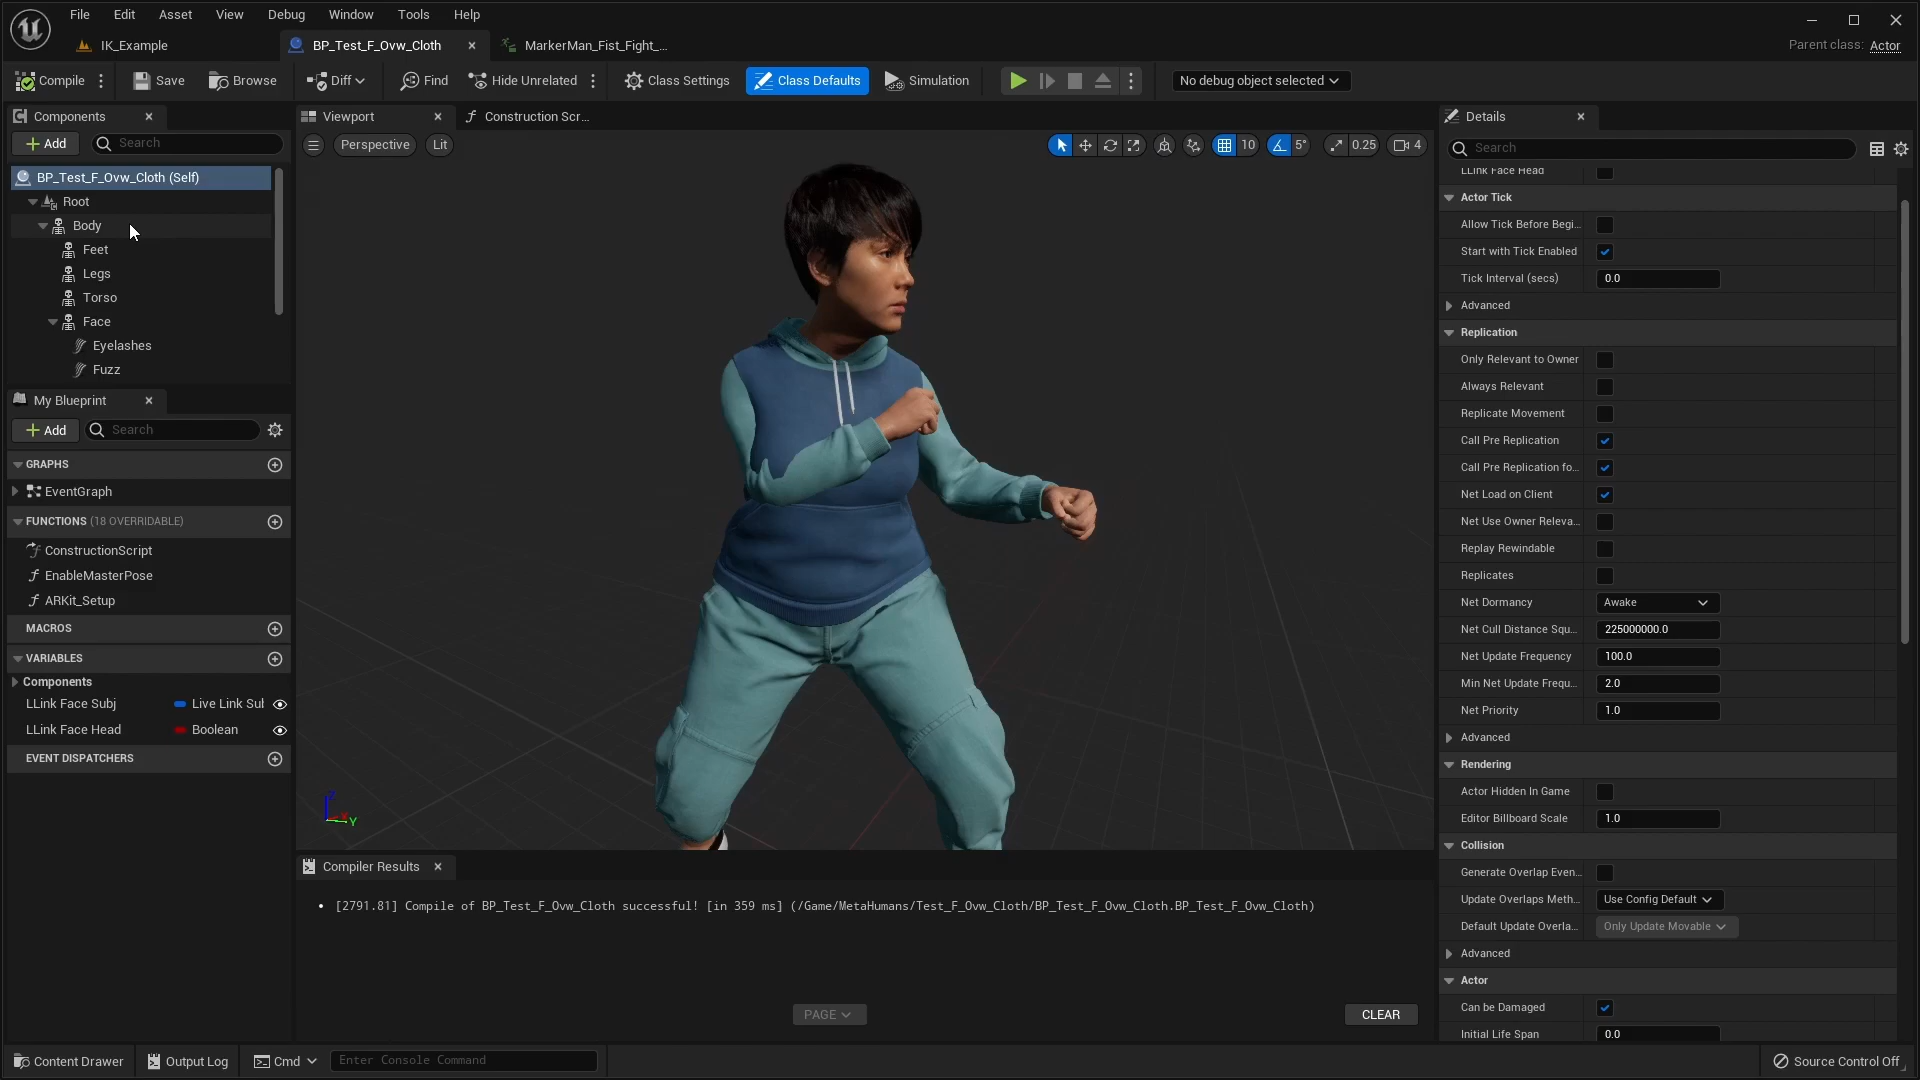 File Edit Asset View Debug Window Tools Help
IK_Example
BP_Test_F_Ovw_Cloth
MarkerMan_Fist_Fight_...
Parent class: Actor
Compile
Save
Browse
Diff
Find
Hide Unrelated
Class Settings
Class Defaults
Simulation
No debug object selected
Components
Add
Search
BP_Test_F_Ovw_Cloth (Self)
Root
Body
Feet
Legs
Torso
Face
Eyelashes
Fuzz
My Blueprint
Add
Search
GRAPHS
EventGraph
FUNCTIONS (18 OVERRIDABLE)
ConstructionScript
EnableMasterPose
ARKit_Setup
MACROS
VARIABLES
Components
LLink Face Subj Live Link Sul
LLink Face Head Boolean
EVENT DISPATCHERS
Viewport
Construction Scr...
Perspective
Lit
10
5°
0.25
4
Z
Y
Compiler Results
[2791.81] Compile of BP_Test_F_Ovw_Cloth successful! [in 359 ms] (/Game/MetaHumans/Test_F_Ovw_Cloth/BP_Test_F_Ovw_Cloth.BP_Test_F_Ovw_Cloth)
PAGE
CLEAR
Details
Search
LLink Face Head
Actor Tick
Allow Tick Before Begi...
Start with Tick Enabled
Tick Interval (secs) 0.0
Advanced
Replication
Only Relevant to Owner
Always Relevant
Replicate Movement
Call Pre Replication
Call Pre Replication fo...
Net Load on Client
Net Use Owner Releva...
Replay Rewindable
Replicates
Net Dormancy Awake
Net Cull Distance Squ... 225000000.0
Net Update Frequency 100.0
Min Net Update Frequ... 2.0
Net Priority 1.0
Advanced
Rendering
Actor Hidden In Game
Editor Billboard Scale 1.0
Collision
Generate Overlap Even...
Update Overlaps Meth... Use Config Default
Default Update Overla... Only Update Movable
Advanced
Actor
Can be Damaged
Initial Life Span 0.0
Content Drawer
Output Log
Cmd
Enter Console Command
Source Control Off